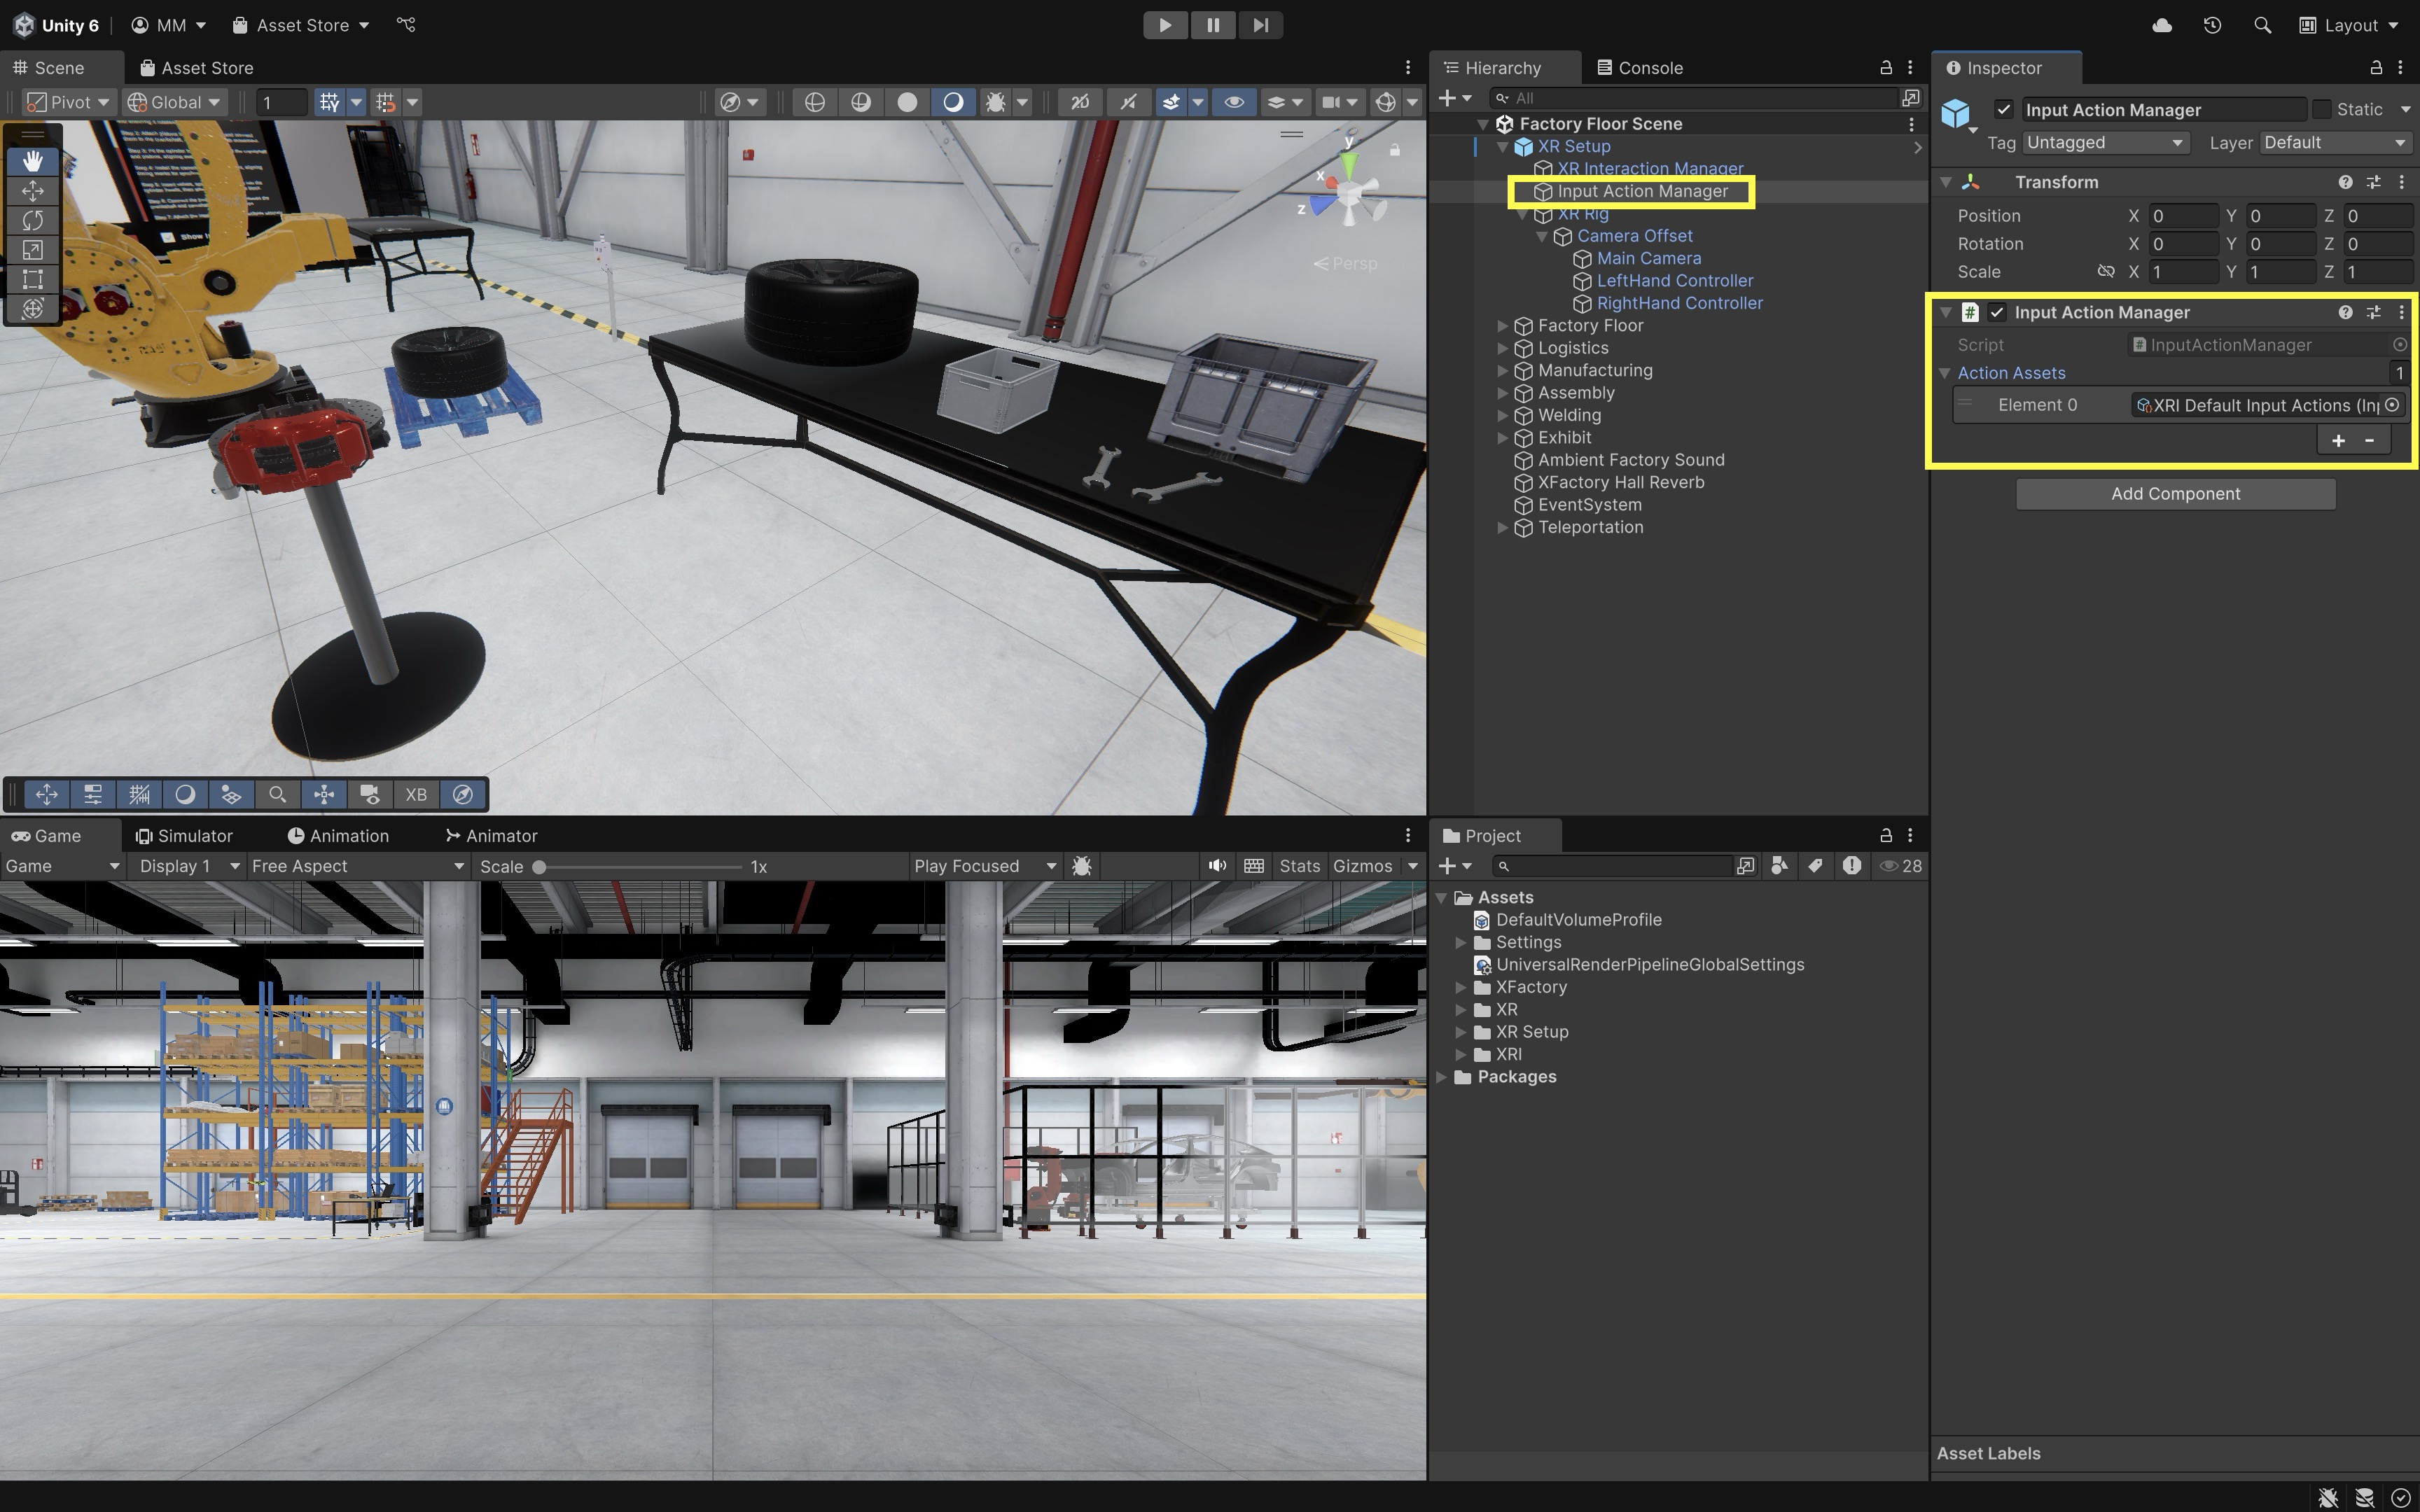 Unity 6
MM
Asset Store
Layout
Scene
Asset Store
Pivot
Global
1
2D
y
x
z
Persp
XB
Hierarchy
Console
All
Factory Floor Scene
XR Setup
XR Interaction Manager
Input Action Manager
XR Rig
Camera Offset
Main Camera
LeftHand Controller
RightHand Controller
Factory Floor
Logistics
Manufacturing
Assembly
Welding
Exhibit
Ambient Factory Sound
XFactory Hall Reverb
EventSystem
Teleportation
Inspector
Input Action Manager
Static
Tag Untagged Layer Default
Transform
Position X 0 Y 0 Z 0
Rotation X 0 Y 0 Z 0
Scale X 1 Y 1 Z 1
Input Action Manager
Script InputActionManager
Action Assets 1
Element 0 XRI Default Input Actions (In
Add Component
Asset Labels
Game
Simulator
Animation
Animator
Game
Display 1
Free Aspect
Scale 1x
Play Focused
Stats
Gizmos
Project
28
Assets
DefaultVolumeProfile
Settings
UniversalRenderPipelineGlobalSettings
XFactory
XR
XR Setup
XRI
Packages